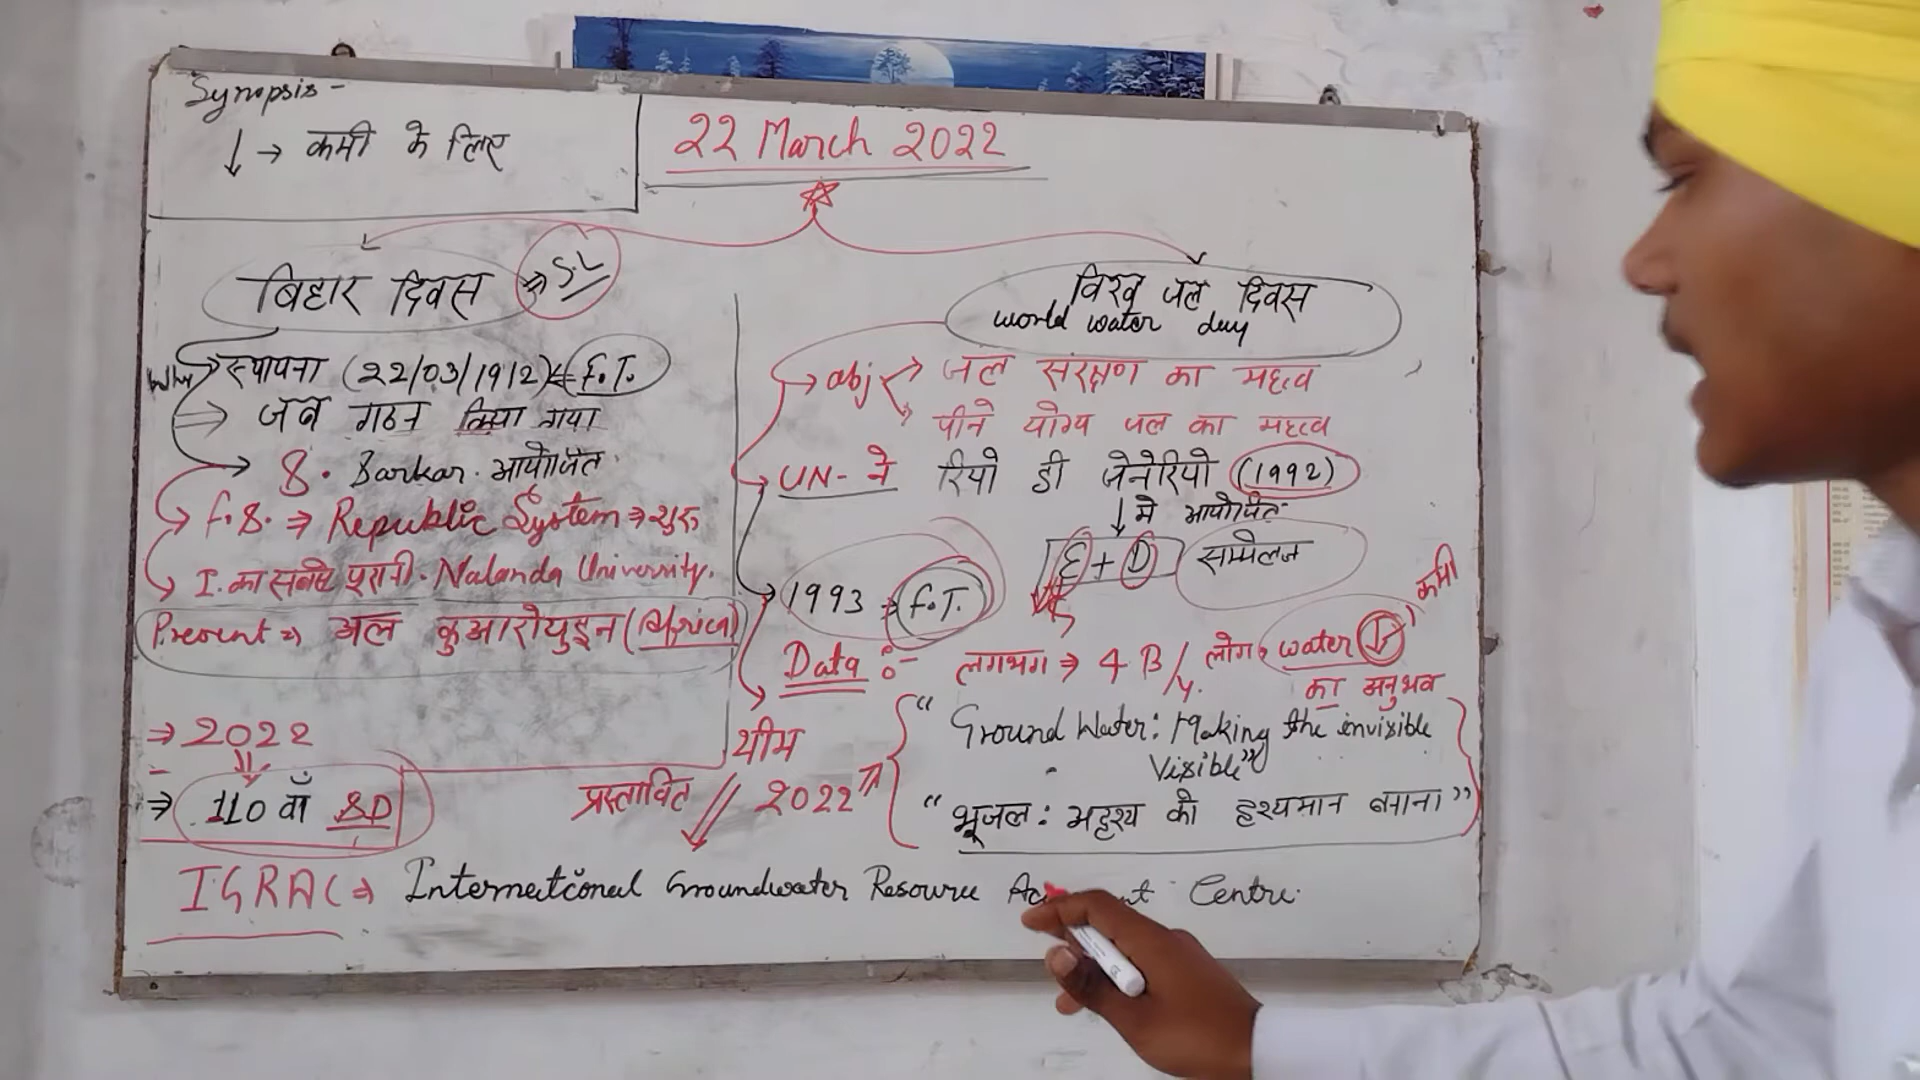 Synopsis -
↓ → कमी के लिए
22 March 2022
बिहार दिवस ⇒ S.L
Why → स्थापना (22/03/1912) ⇐ F.T.
⇒ जब गठन किया गया
→ S. Barkar. आयोजित
→ F.S. ⇒ Republic System ⇒ शुरू
→ I. का सबसे पुरानी. Nalanda University.
Present ⇒ अल कुआरोयुइन (Africa)
⇒ 2022
⇒ 110 वाँ BD
विश्व जल दिवस
world water day
→ obj → जल संरक्षण का महत्व
→ पीने योग्य जल का महत्व
→ UN- ने रियो डी जेनेरियो (1992)
↓ मे आयोजित
E + D सम्मेलन
→ 1993 ⇒ F.T.
Data :- लगभग ⇒ 4 B / y. लोग, water कमी
का अनुभव
थीम
प्रस्तावित // 2022 ⇒
"Ground Water: Making the invisible
Visible"
"भूजल: अदृश्य को दृश्यमान बनाना"
IGRAC ⇒ International Groundwater Resource Centre.